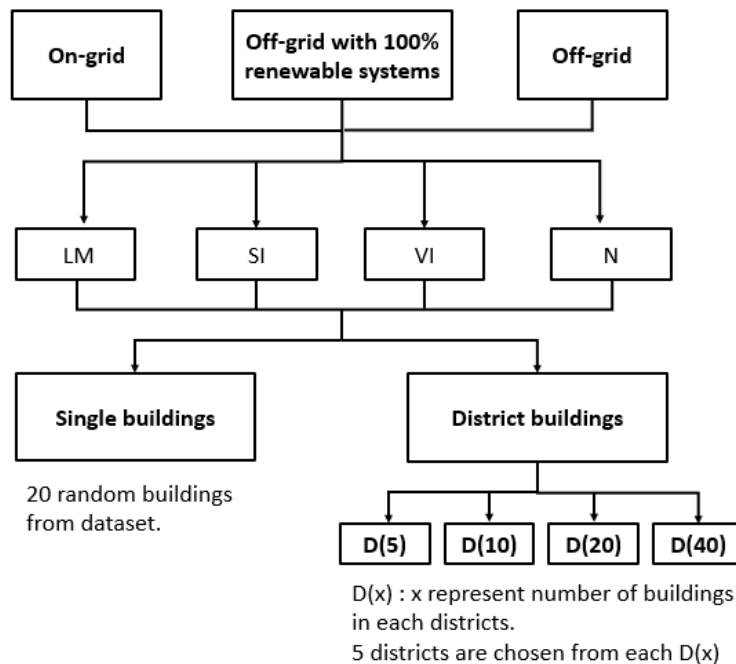 On-grid
Off-grid with 100%
renewable systems
Off-grid
LM
SI
VI
N
Single buildings
District buildings
20 random buildings
from dataset.
D(5)
D(10)
D(20)
D(40)
D(x) : x represent number of buildings
in each districts.
5 districts are chosen from each D(x)